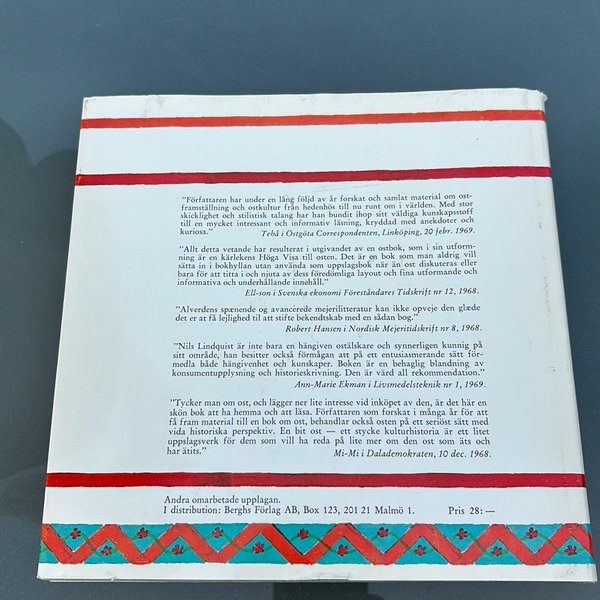 "Författaren har under en lång följd av år forskat och samlat material om ost-
framställning och ostkultur från hedenhös till nu runt om i världen. Med stor
skicklighet och stilistisk talang har han bundit ihop sitt väldiga kunskapsstoff
till en mycket intressant och informativ läsning, kryddad med anekdoter och
kuriosa."
Tehå i Östgöta Correspondenten, Linköping, 20 febr. 1969.
"Allt detta vetande har resulterat i utgivandet av en ostbok, som i sin utform-
ning är en kärlekens Höga Visa till osten. Det är en bok som man aldrig vill
sätta in i bokhyllan utan använda som uppslagsbok när än ost diskuteras eller
bara för att titta i och njuta av dess föredömliga layout och fina utformande och
informativa och underhållande innehåll."
Ell-son i Svenska ekonomi Föreståndares Tidskrift nr 12, 1968.
"Alverdens spænende og avancerede mejerilitteratur kan ikke opveje den glæde
det er at få lejlighed til att stifte bekendtskab med en sådan bog."
Robert Hansen i Nordisk Mejeritidskrift nr 8, 1968.
"Nils Lindquist är inte bara en hängiven ostälskare och synnerligen kunnig på
sitt område, han besitter också förmågan att på ett entusiasmerande sätt för-
medla både hängivenhet och kunskaper. Boken är en behaglig blandning av
konsumentupplysning och historieskrivning. Den är värd all rekommendation."
Ann-Marie Ekman i Livsmedelsteknik nr 1, 1969.
"Tycker man om ost, och lägger ner lite intresse vid inköpet av den, är det här en
skön bok att ha hemma och att läsa. Författaren som forskat i många år för att
få fram material till en bok om ost, behandlar också osten på ett seriöst sätt med
vida historiska perspektiv. En bit ost — ett stycke kulturhistoria är ett litet
uppslagsverk för dem som vill ha reda på lite mer om den ost som äts och
har ätits."
Mi-Mi i Dalademokraten, 10 dec. 1968.
Andra omarbetade upplagan.
I distribution: Berghs Förlag AB, Box 123, 201 21 Malmö 1. Pris 28: —